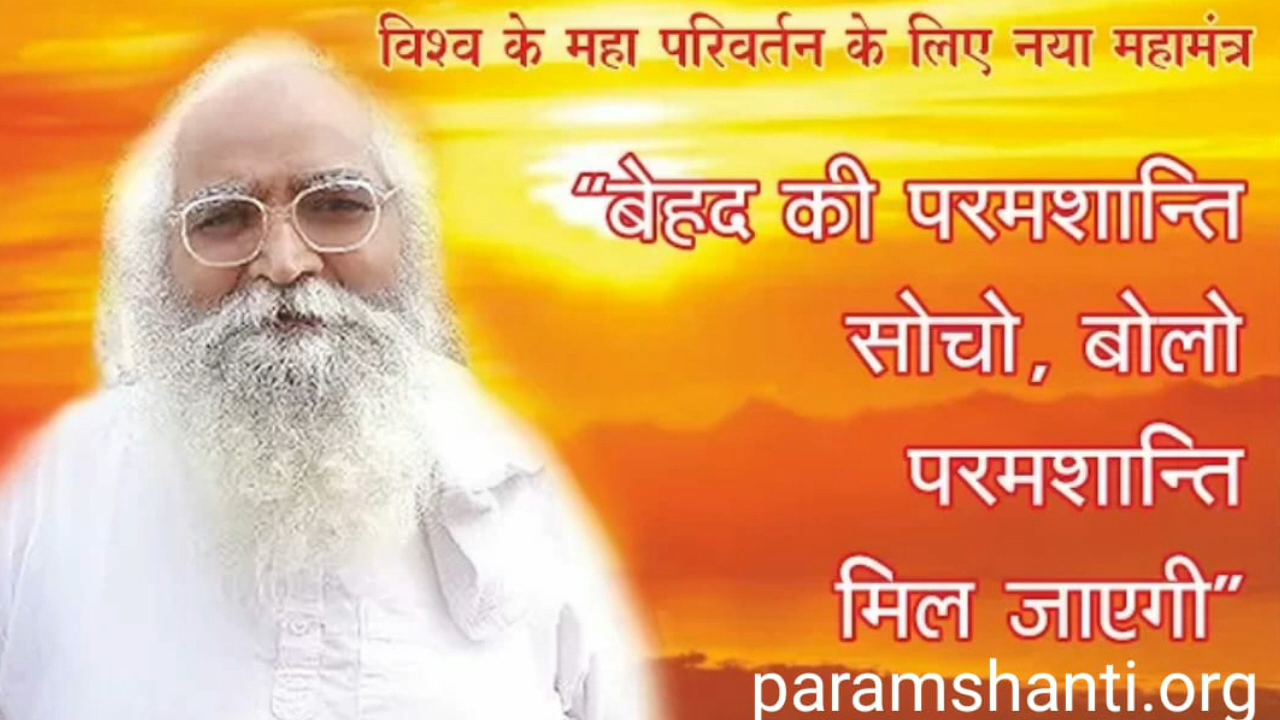 विश्व के महा परिवर्तन के लिए नया महामंत्र
“बेहद की परमशान्ति
सोचो, बोलो
परमशान्ति
मिल जाएगी”
paramshanti.org